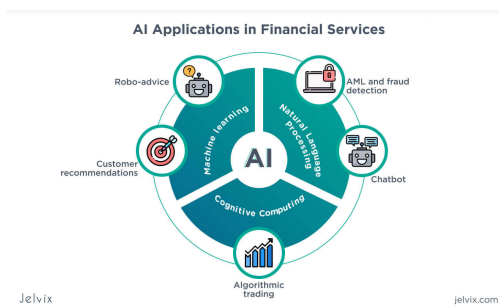 AI Applications in Financial Services
?
Robo-advice
AML and fraud
detection
Machine learning
Natural Language
Processing
AI
Customer
recommendations
Chatbot
Cognitive Computing
Algorithmic
trading
Jelvix
jelvix.com